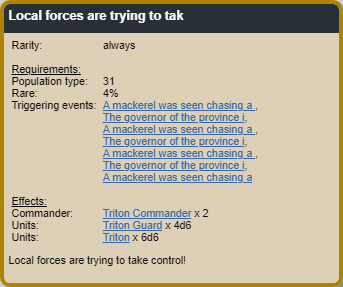 Local forces are trying to tak
Rarity: always
Requirements:
Population type: 31
Rare: 4%
Triggering events: A mackerel was seen chasing a ,
The governor of the province i,
A mackerel was seen chasing a ,
The governor of the province i,
A mackerel was seen chasing a ,
The governor of the province i,
A mackerel was seen chasing a
Effects:
Commander: Triton Commander x 2
Units: Triton Guard x 4d6
Units: Triton x 6d6
Local forces are trying to take control!